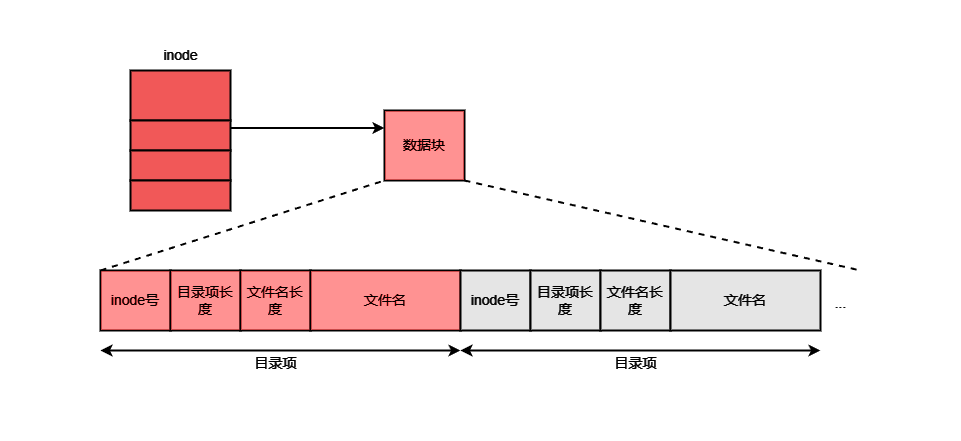 inode
数据块
inode号
目录项长
度
文件名长
度
文件名
inode号
目录项长
度
文件名长
度
文件名
...
目录项
目录项